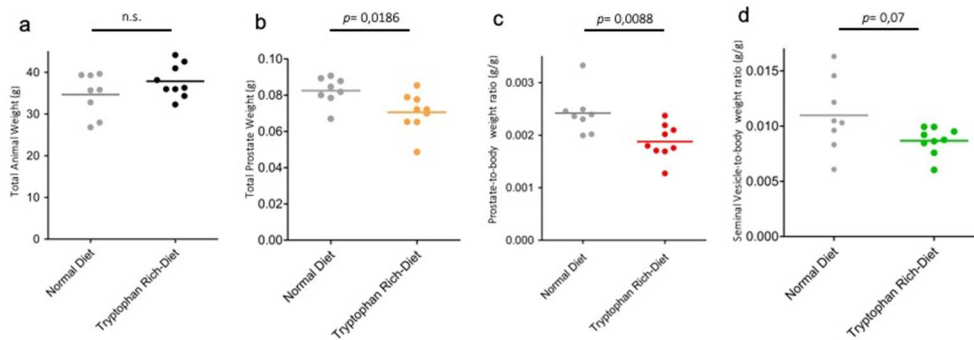 a
n.s.
Total Animal Weight (g)
40
30
20
10
0
Normal Diet
Tryptophan Rich-Diet
b
p= 0,0186
Total Prostate Weight (g)
0.10
0.08
0.06
0.04
0.02
0.00
Normal Diet
Tryptophan Rich-Diet
c
p= 0,0088
Prostate-to-body weight ratio (g/g)
0.003
0.002
0.001
0.000
Normal Diet
Tryptophan Rich-Diet
d
p= 0,07
Seminal Vesicle-to-body weight ratio (g/g)
0.015
0.010
0.005
0.000
Normal Diet
Tryptophan Rich-Diet